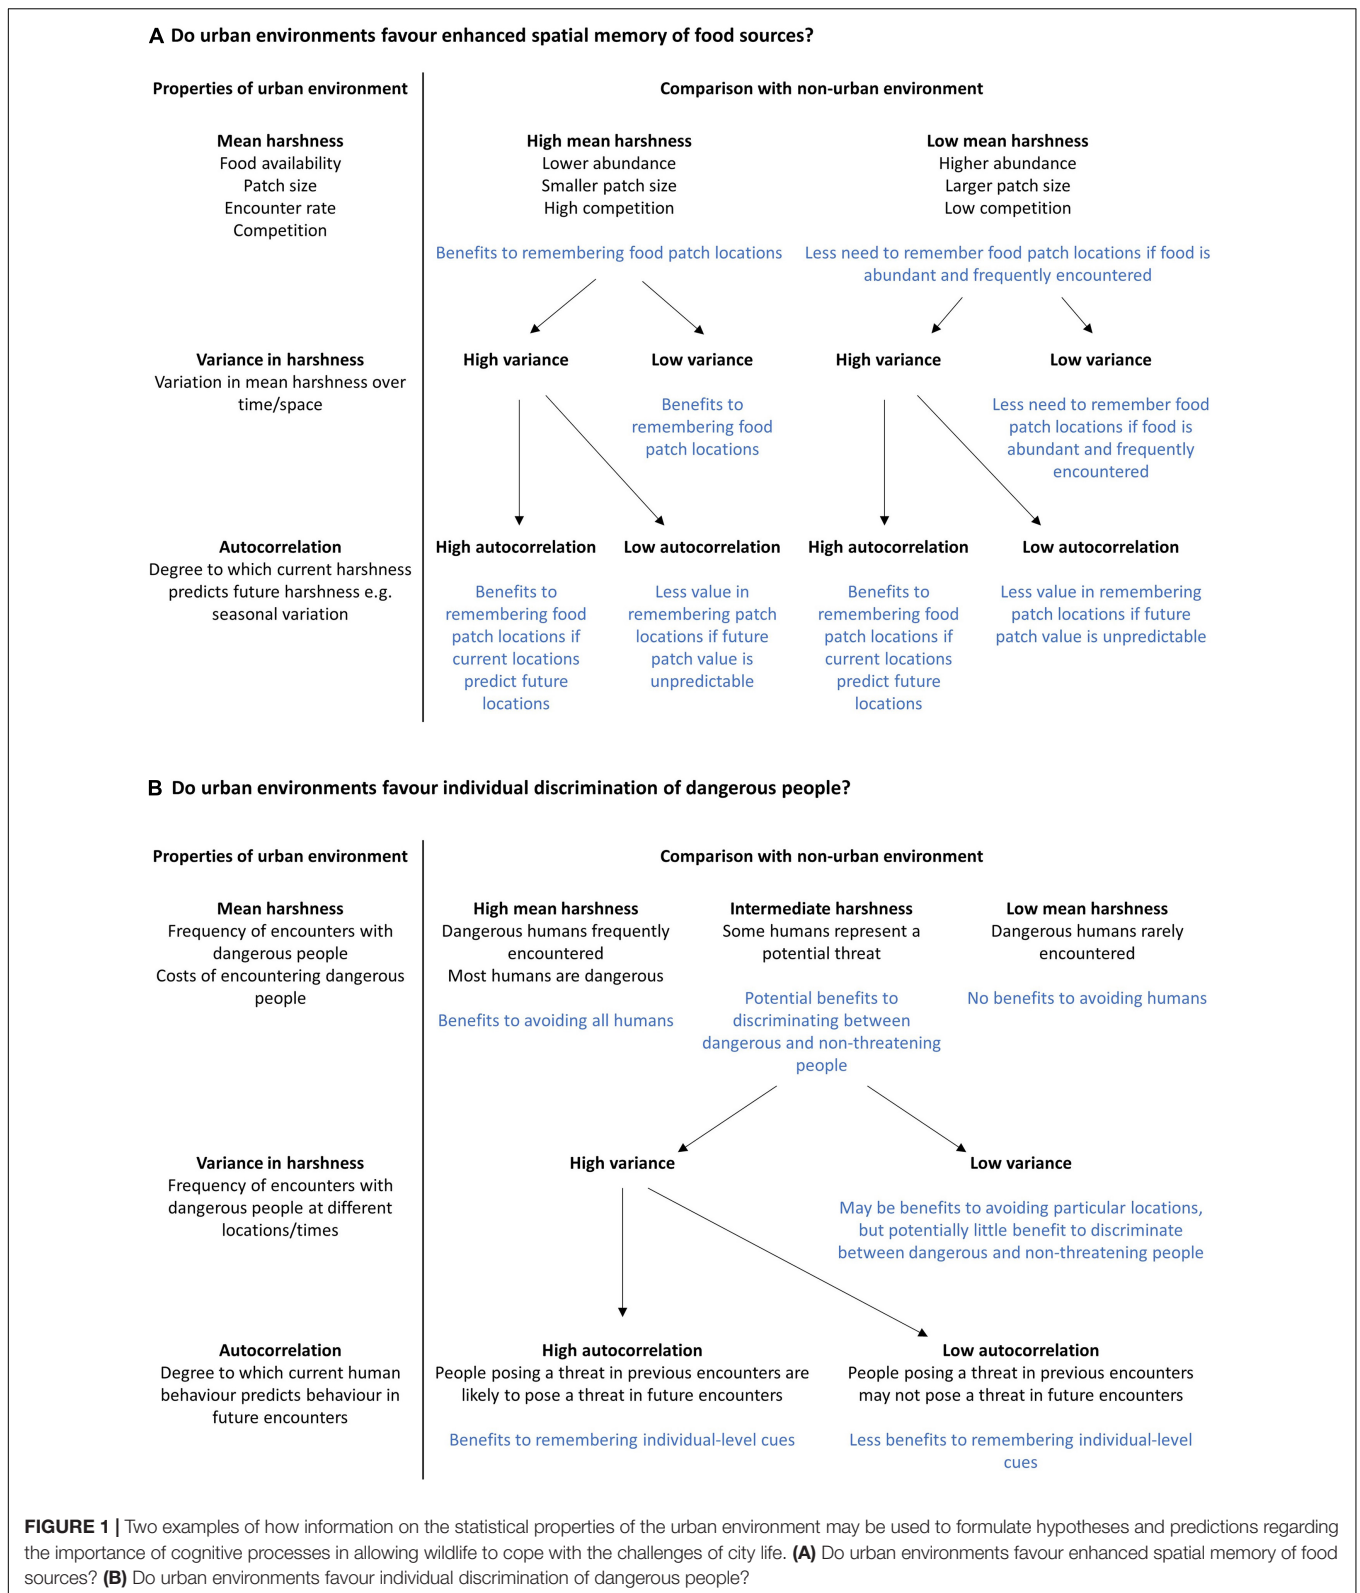 A Do urban environments favour enhanced spatial memory of food sources?
Properties of urban environment
Comparison with non-urban environment
Mean harshness
Food availability
Patch size
Encounter rate
Competition
High mean harshness
Lower abundance
Smaller patch size
High competition
Benefits to remembering food patch locations
Low mean harshness
Higher abundance
Larger patch size
Low competition
Less need to remember food patch locations if food is
abundant and frequently encountered
Variance in harshness
Variation in mean harshness over
time/space
High variance
Low variance
Benefits to
remembering food
patch locations
High variance
Low variance
Less need to remember food
patch locations if food is
abundant and frequently
encountered
Autocorrelation
Degree to which current harshness
predicts future harshness e.g.
seasonal variation
High autocorrelation
Benefits to
remembering food
patch locations if
current locations
predict future
locations
Low autocorrelation
Less value in
remembering patch
locations if future
patch value is
unpredictable
High autocorrelation
Benefits to
remembering food
patch locations if
current locations
predict future
locations
Low autocorrelation
Less value in remembering
patch locations if future
patch value is unpredictable
B Do urban environments favour individual discrimination of dangerous people?
Properties of urban environment
Comparison with non-urban environment
Mean harshness
Frequency of encounters with
dangerous people
Costs of encountering dangerous
people
High mean harshness
Dangerous humans frequently
encountered
Most humans are dangerous
Benefits to avoiding all humans
Intermediate harshness
Some humans represent a
potential threat
Potential benefits to
discriminating between
dangerous and non-threatening
people
Low mean harshness
Dangerous humans rarely
encountered
No benefits to avoiding humans
Variance in harshness
Frequency of encounters with
dangerous people at different
locations/times
High variance
Low variance
May be benefits to avoiding particular locations,
but potentially little benefit to discriminate
between dangerous and non-threatening people
Autocorrelation
Degree to which current human
behaviour predicts behaviour in
future encounters
High autocorrelation
People posing a threat in previous encounters are
likely to pose a threat in future encounters
Benefits to remembering individual-level cues
Low autocorrelation
People posing a threat in previous encounters
may not pose a threat in future encounters
Less benefits to remembering individual-level
cues
FIGURE 1 | Two examples of how information on the statistical properties of the urban environment may be used to formulate hypotheses and predictions regarding
the importance of cognitive processes in allowing wildlife to cope with the challenges of city life. (A) Do urban environments favour enhanced spatial memory of food
sources? (B) Do urban environments favour individual discrimination of dangerous people?